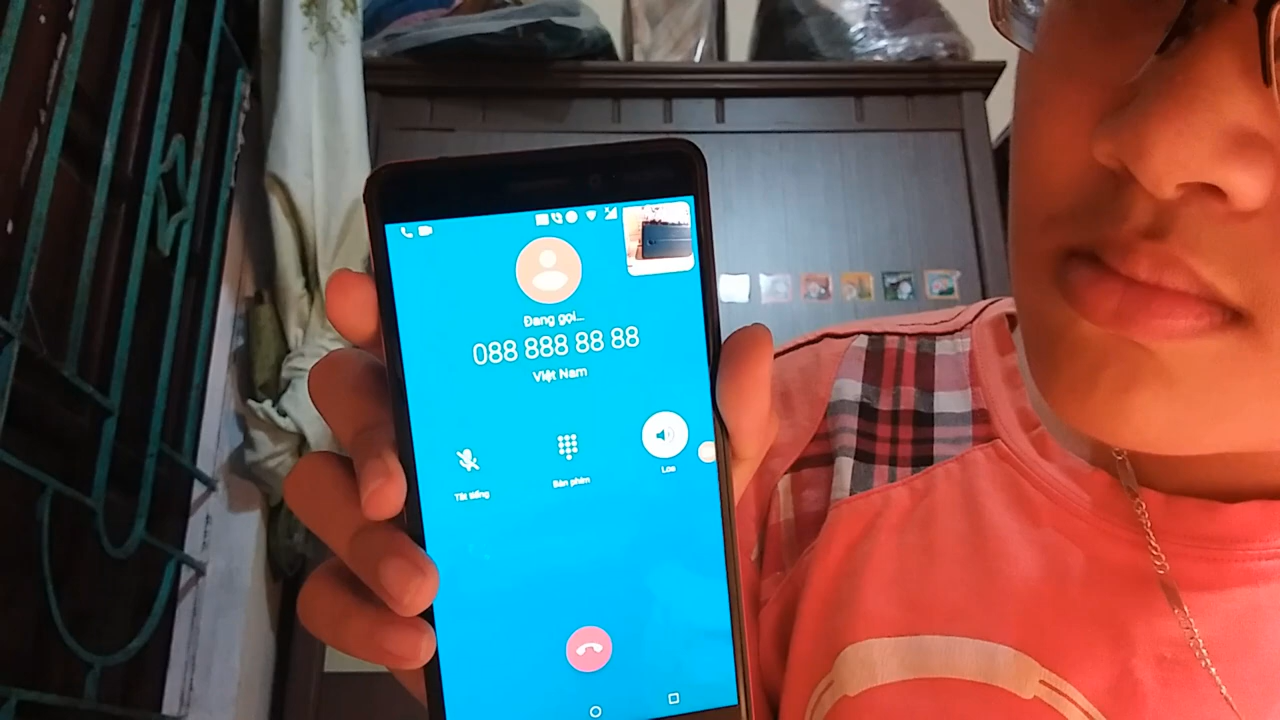 Đang gọi...
088 888 88 88
Việt Nam
Tắt tiếng
Bàn phím
Loa